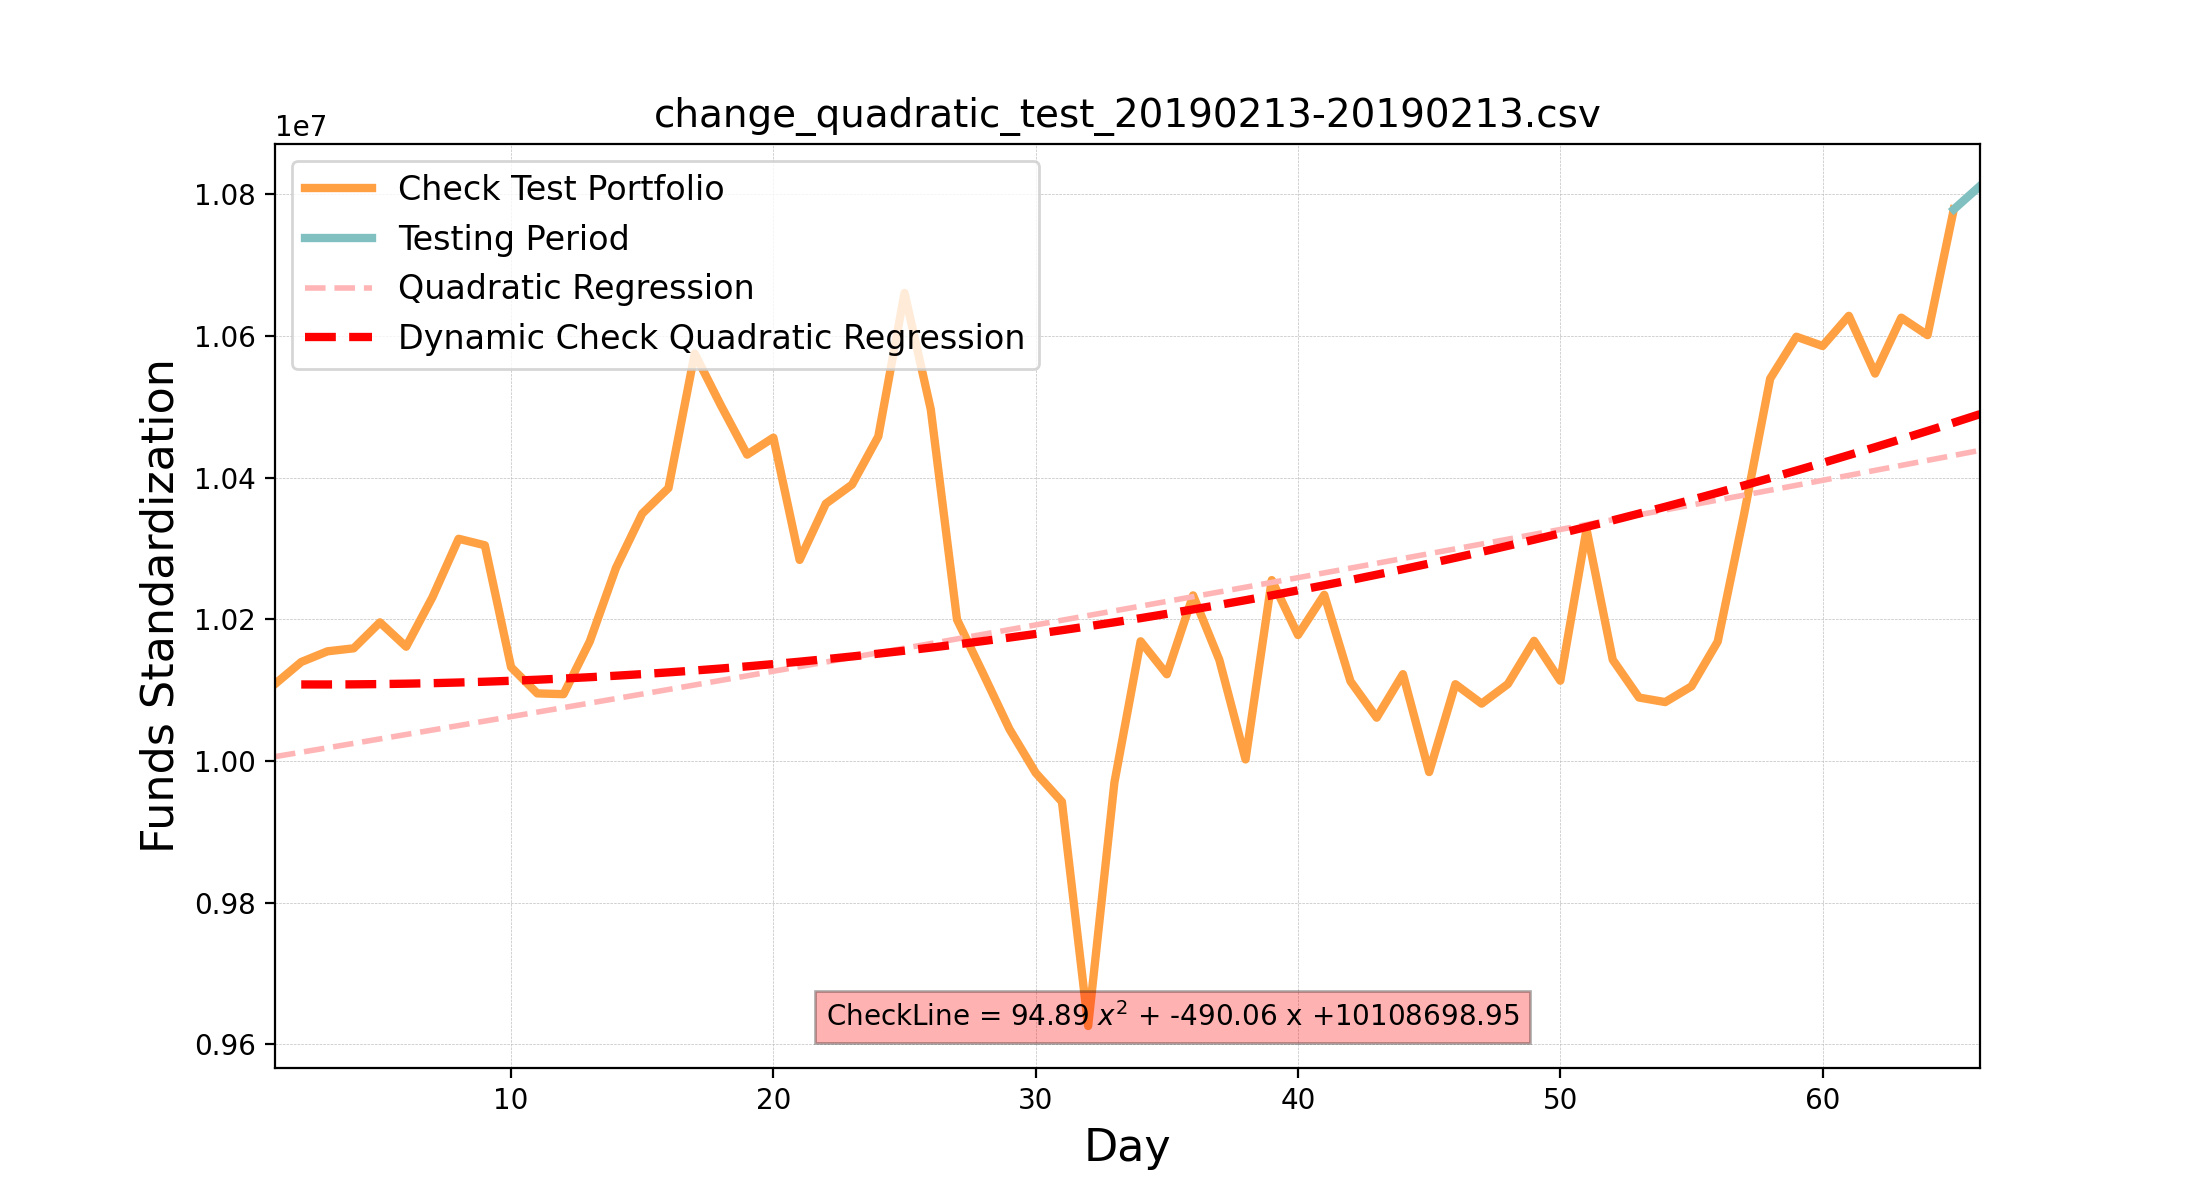 change_quadratic_test_20190213-20190213.csv
1e7
Check Test Portfolio
Testing Period
Quadratic Regression
Dynamic Check Quadratic Regression
1.08
1.06
1.04
1.02
1.00
0.98
0.96
Funds Standardization
CheckLine = 94.89 x² + -490.06 x +10108698.95
10 20 30 40 50 60
Day